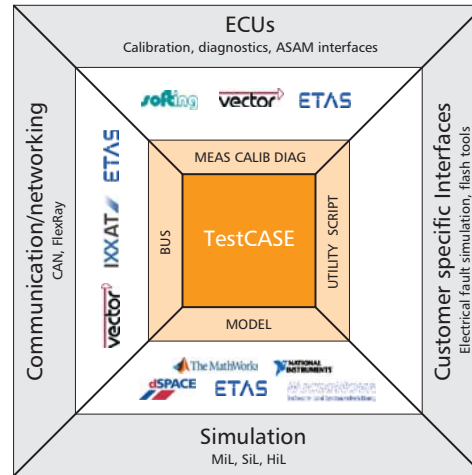 ECUs
Calibration, diagnostics, ASAM interfaces
softing
vector
ETAS
Communication/networking
CAN, FlexRay
ETAS
IXXAT
vector
MEAS CALIB DIAG
BUS
TestCASE
UTILITY SCRIPT
MODEL
Customer specific Interfaces
Electrical fault simulation, flash tools
The MathWorks
NATIONAL
INSTRUMENTS
dSPACE
ETAS
Simulation
MiL, SiL, HiL